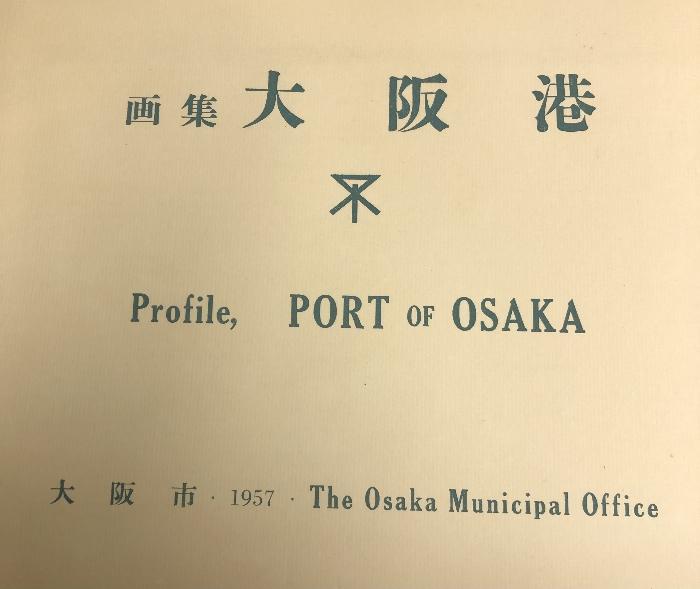 画集 大阪港
Profile, PORT OF OSAKA
大阪市 · 1957 · The Osaka Municipal Office